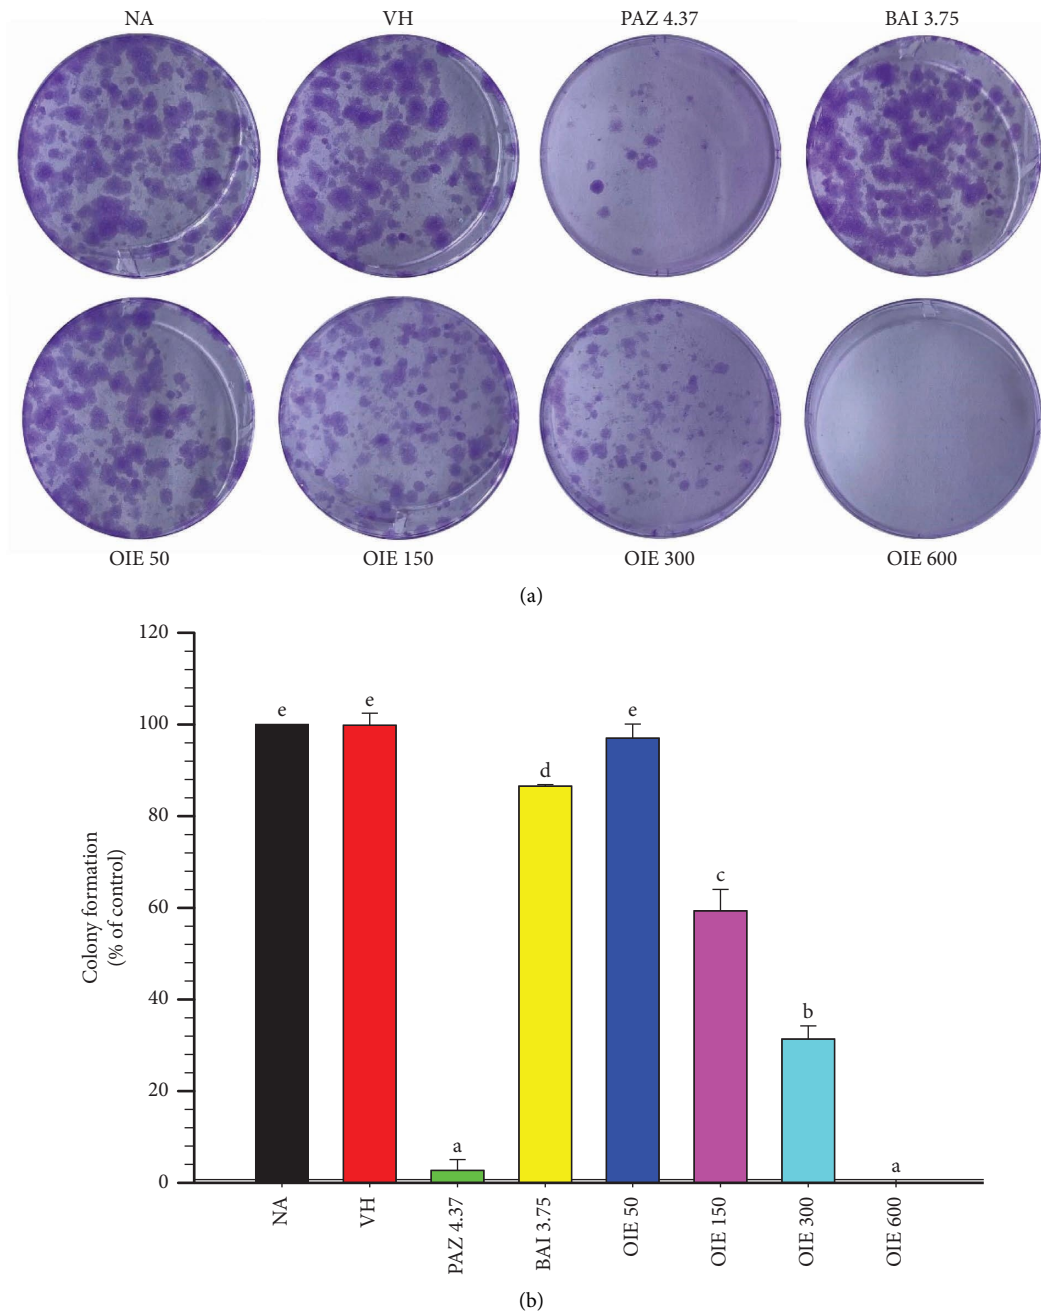 NA VH PAZ 4.37 BAI 3.75
OIE 50 OIE 150 OIE 300 OIE 600
(a)
120
100
80
60
40
20
0
Colony formation
(% of control)
e e a d e c b a
NA VH PAZ 4.37 BAI 3.75 OIE 50 OIE 150 OIE 300 OIE 600
(b)